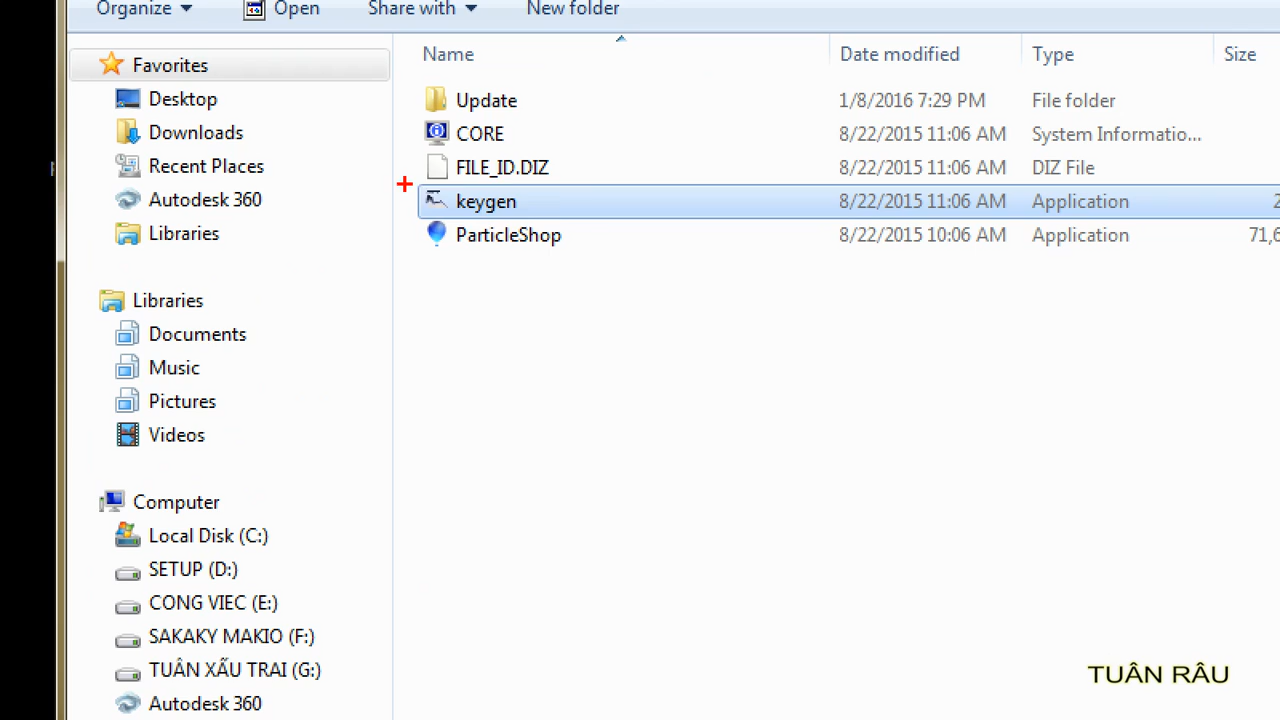 Organize Open Share with New folder
Name Date modified Type Size
Favorites
Desktop
Downloads
Recent Places
Autodesk 360
Libraries
Libraries
Documents
Music
Pictures
Videos
Computer
Local Disk (C:)
SETUP (D:)
CONG VIEC (E:)
SAKAKY MAKIO (F:)
TUÂN XẤU TRAI (G:)
Autodesk 360
Update 1/8/2016 7:29 PM File folder
CORE 8/22/2015 11:06 AM System Informatio...
FILE_ID.DIZ 8/22/2015 11:06 AM DIZ File
keygen 8/22/2015 11:06 AM Application
ParticleShop 8/22/2015 10:06 AM Application
TUÂN RÂU